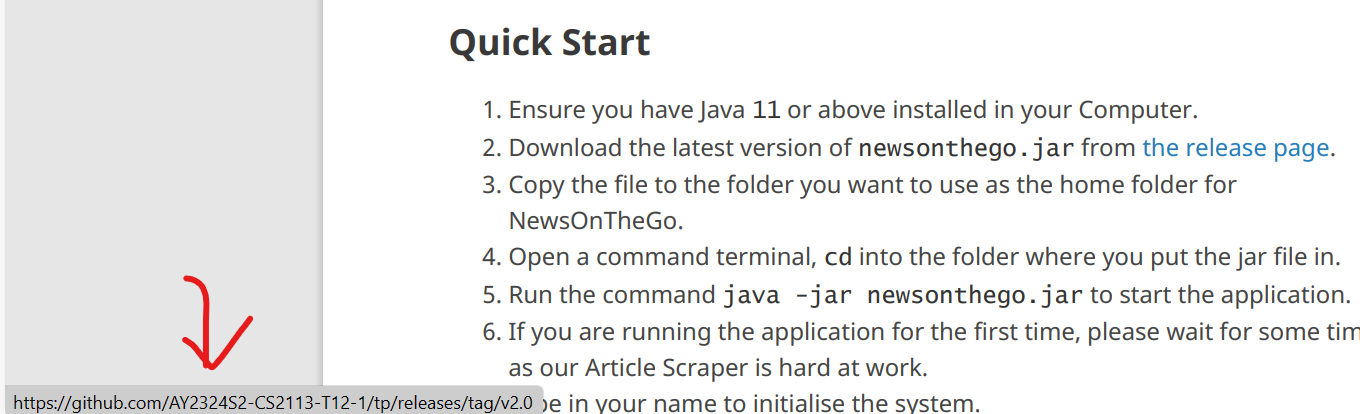 Quick Start
1. Ensure you have Java 11 or above installed in your Computer.
2. Download the latest version of newsonthego.jar from the release page.
3. Copy the file to the folder you want to use as the home folder for
NewsOnTheGo.
4. Open a command terminal, cd into the folder where you put the jar file in.
5. Run the command java -jar newsonthego.jar to start the application.
6. If you are running the application for the first time, please wait for some
as our Article Scraper is hard at work.
in your name to initialise the system.
https://github.com/AY2324S2-CS2113-T12-1/tp/releases/tag/v2.0